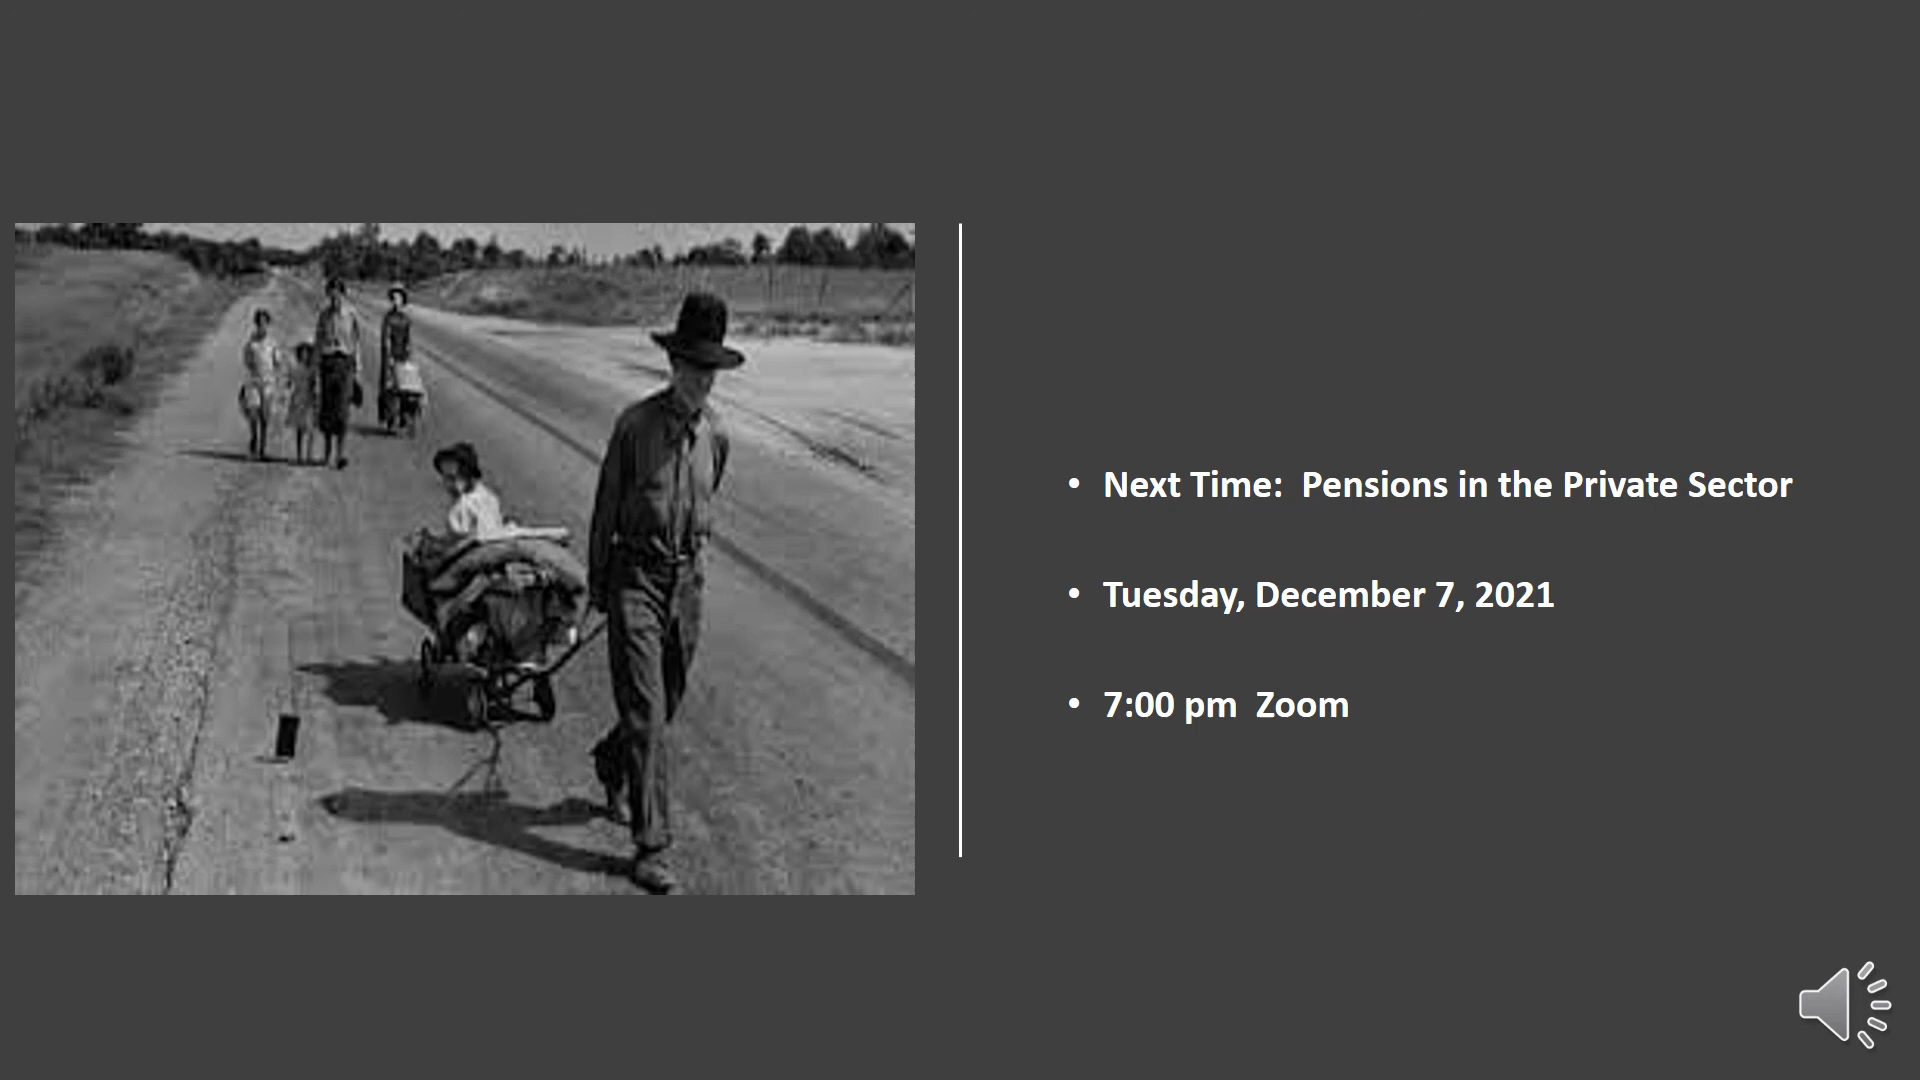 • Next Time:  Pensions in the Private Sector
• Tuesday, December 7, 2021
• 7:00 pm  Zoom